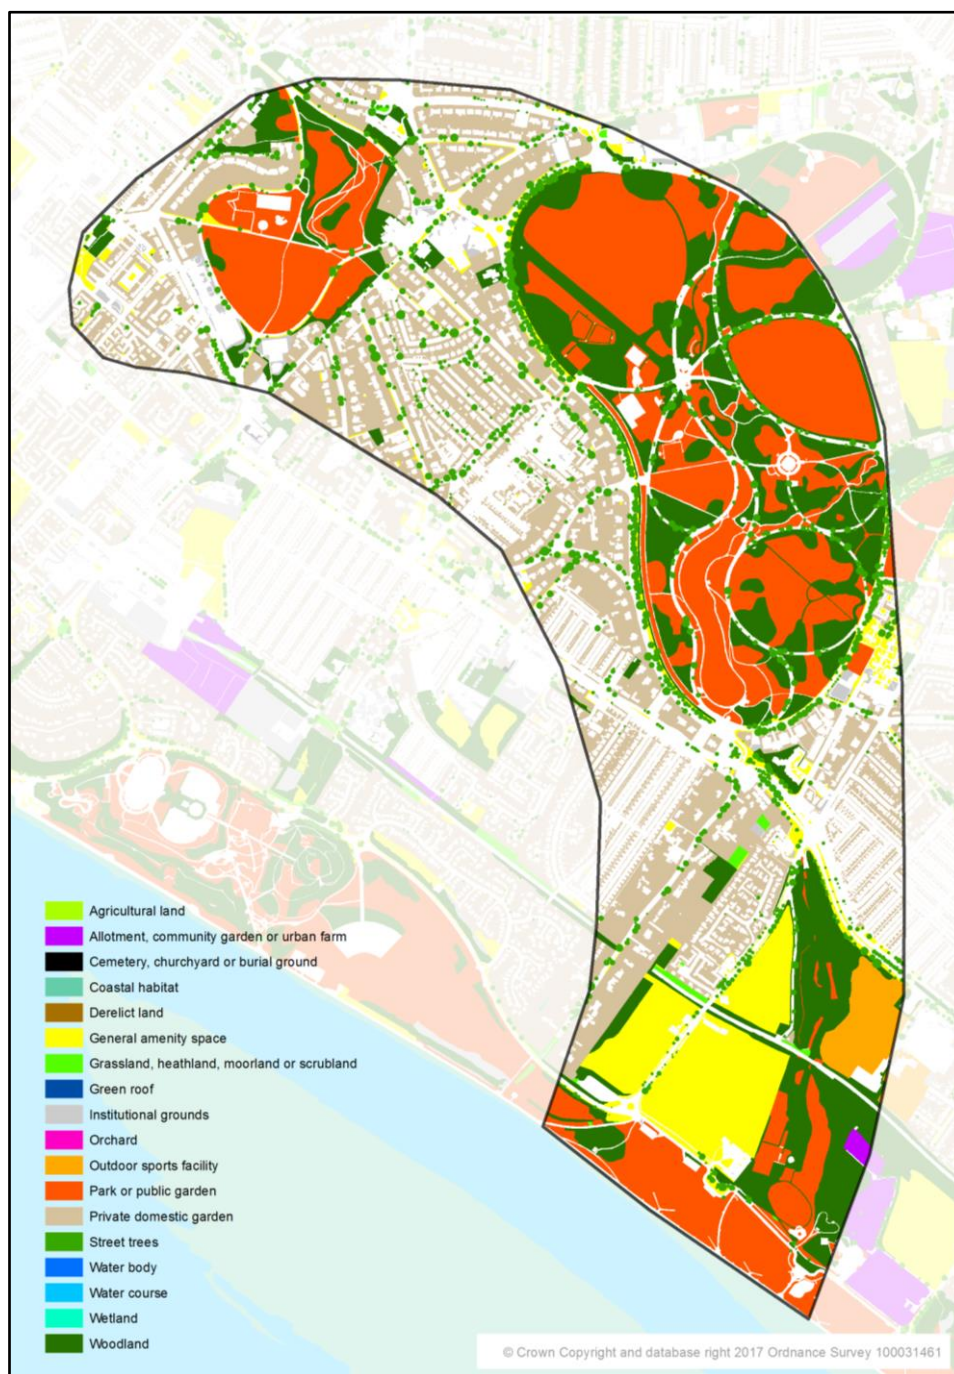 Agricultural land
Allotment, community garden or urban farm
Cemetery, churchyard or burial ground
Coastal habitat
Derelict land
General amenity space
Grassland, heathland, moorland or scrubland
Green roof
Institutional grounds
Orchard
Outdoor sports facility
Park or public garden
Private domestic garden
Street trees
Water body
Water course
Wetland
Woodland
© Crown Copyright and database right 2017 Ordnance Survey 100031461